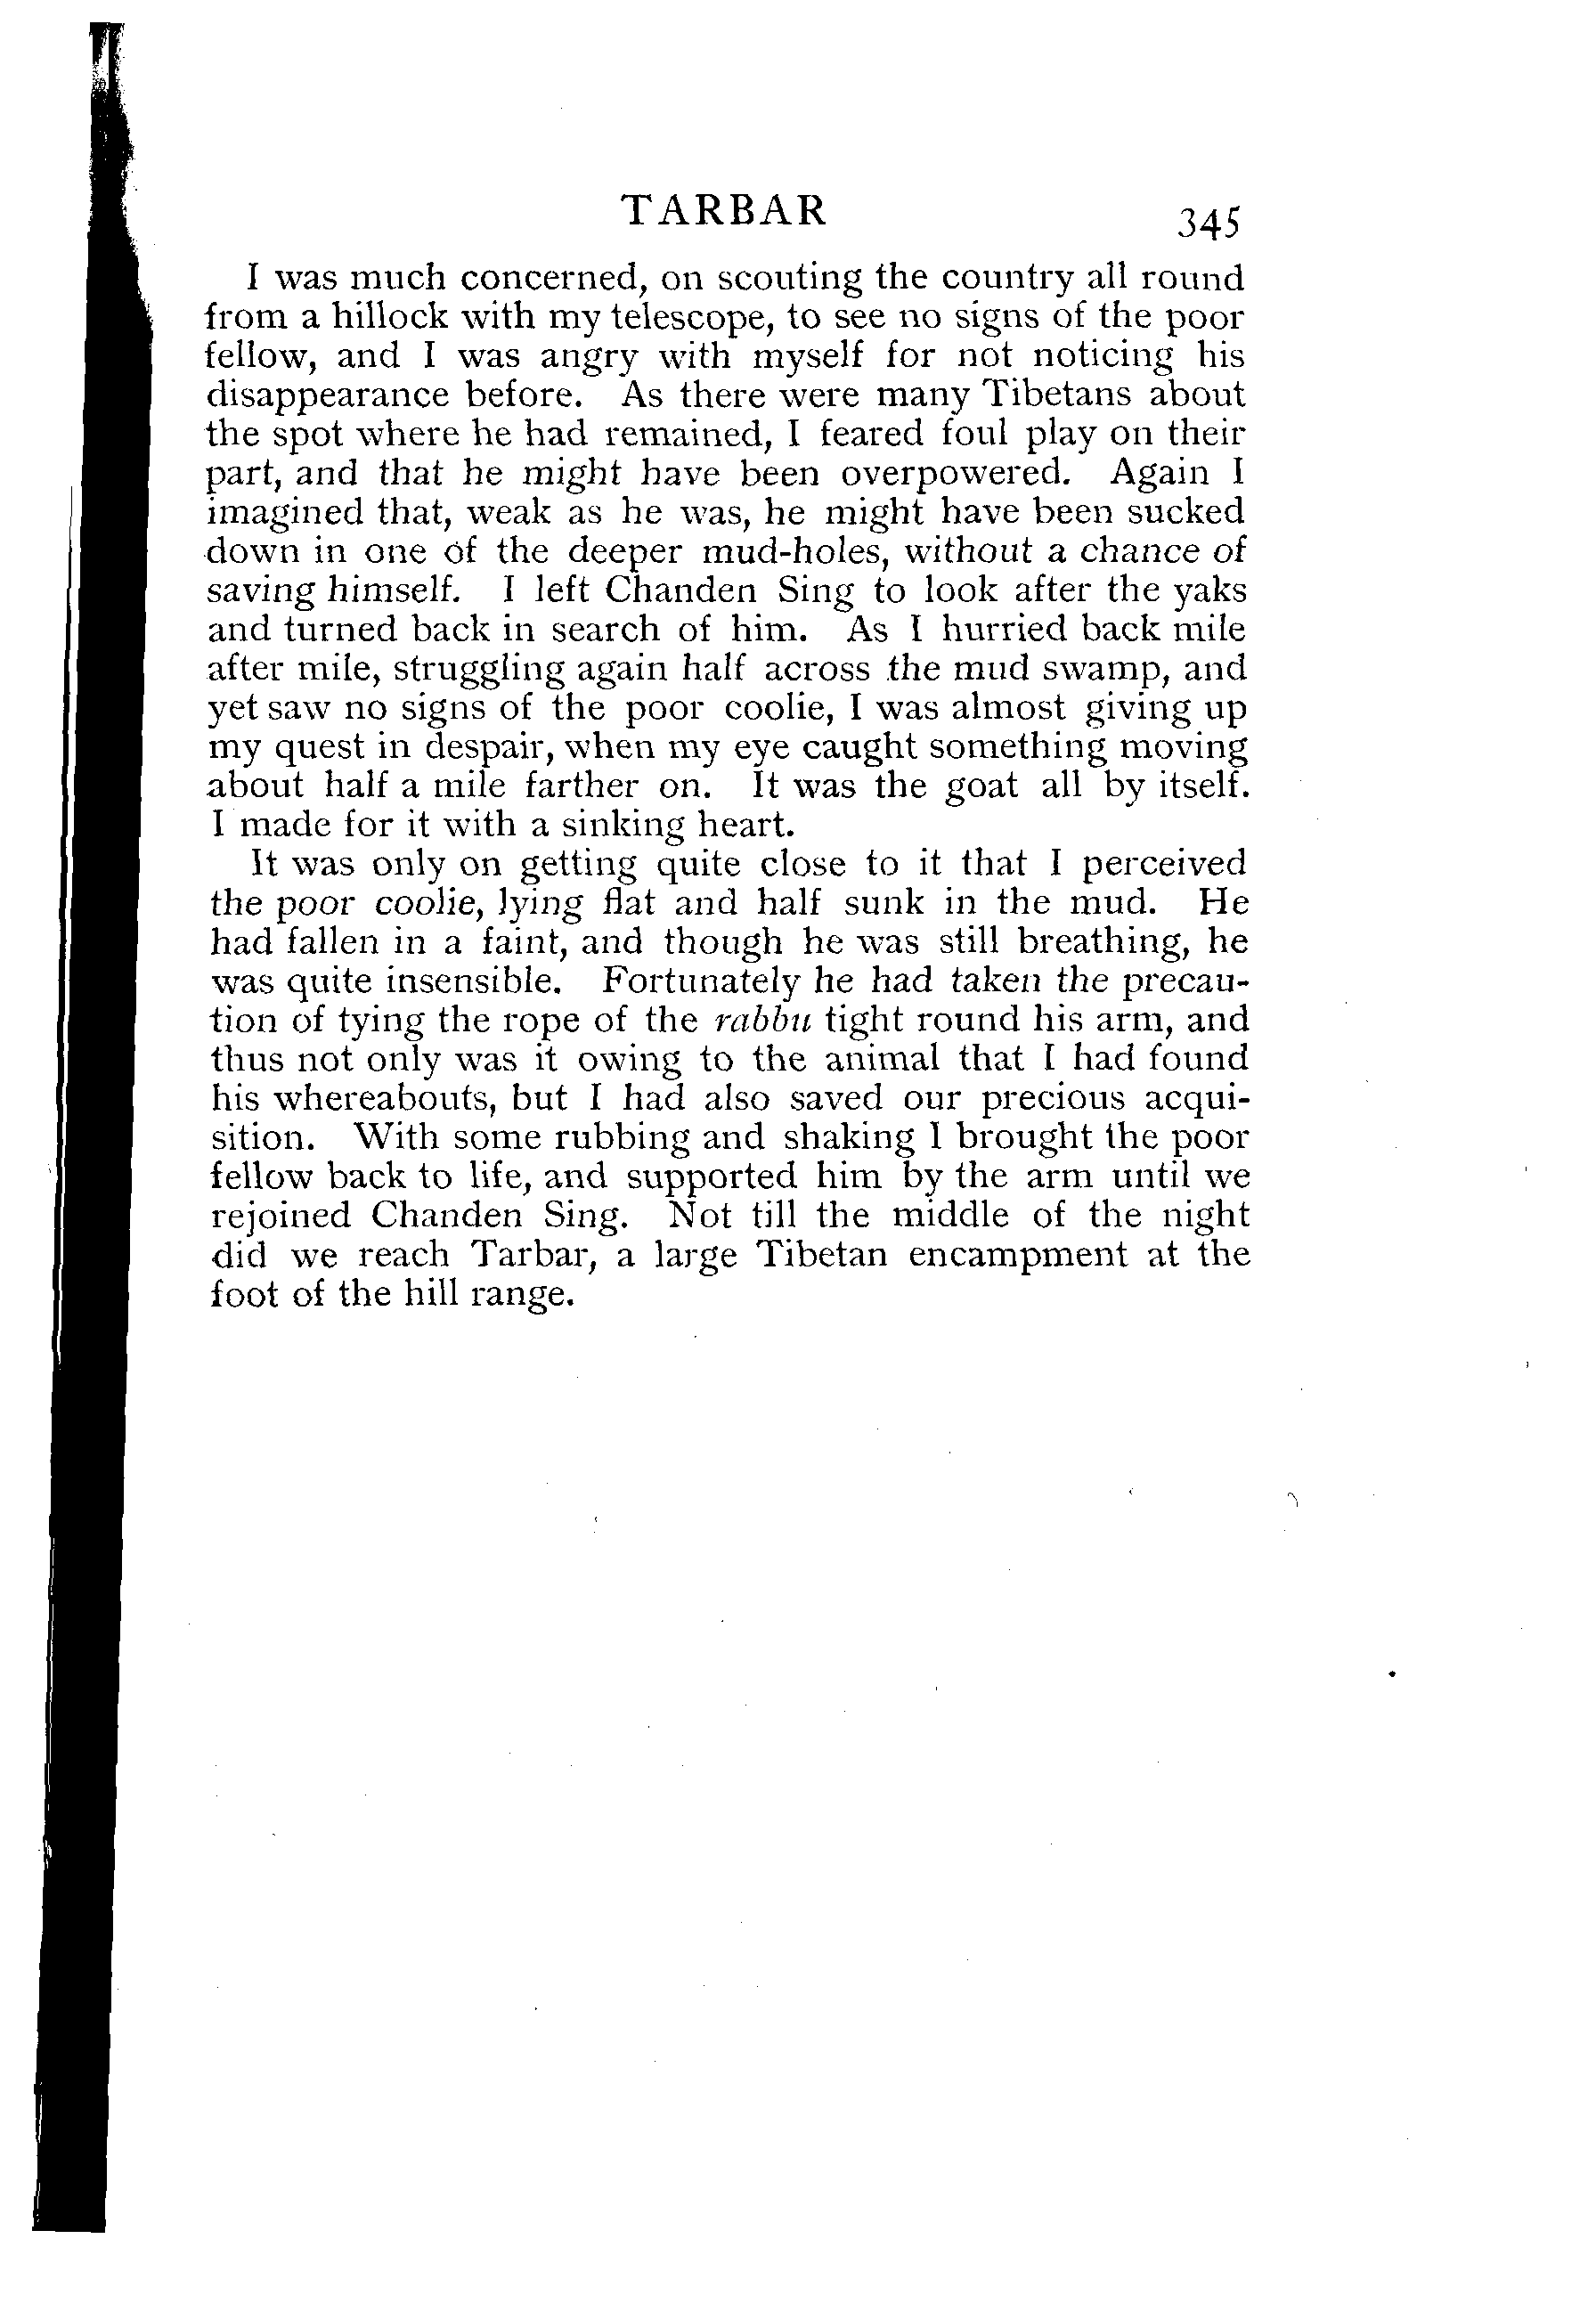 TARBAR 345
I was much concerned, on scouting the country all round
from a hillock with my telescope, to see no signs of the poor
fellow, and I was angry with myself for not noticing his
disappearance before. As there were many Tibetans about
the spot where he had remained, I feared foul play on their
part, and that he might have been overpowered. Again I
imagined that, weak as he was, he might have been sucked
down in one of the deeper mud-holes, without a chance of
saving himself. I left Chanden Sing to look after the yaks
and turned back in search of him. As I hurried back mile
after mile, struggling again half across the mud swamp, and
yet saw no signs of the poor coolie, I was almost giving up
my quest in despair, when my eye caught something moving
about half a mile farther on. It was the goat all by itself.
I made for it with a sinking heart.
It was only on getting quite close to it that I perceived
the poor coolie, lying flat and half sunk in the mud. He
had fallen in a faint, and though he was still breathing, he
was quite insensible. Fortunately he had taken the precau-
tion of tying the rope of the rabbu tight round his arm, and
thus not only was it owing to the animal that I had found
his whereabouts, but I had also saved our precious acqui-
sition. With some rubbing and shaking I brought the poor
fellow back to life, and supported him by the arm until we
rejoined Chanden Sing. Not till the middle of the night
did we reach Tarbar, a large Tibetan encampment at the
foot of the hill range.